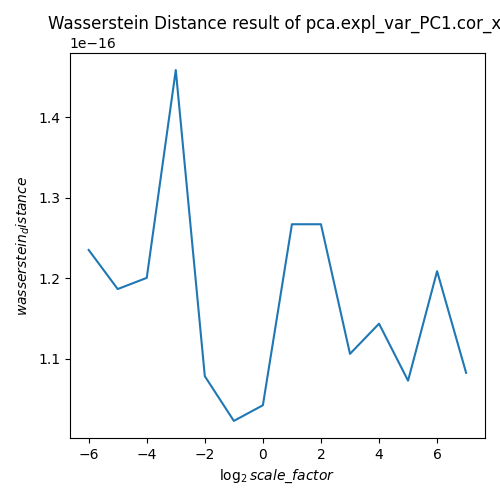 Wasserstein Distance result of pca.expl_var_PC1.cor_x
1e−16
1.4
1.3
1.2
1.1
wasserstein_distance
−6 −4 −2 0 2 4 6
log₂ scale_factor